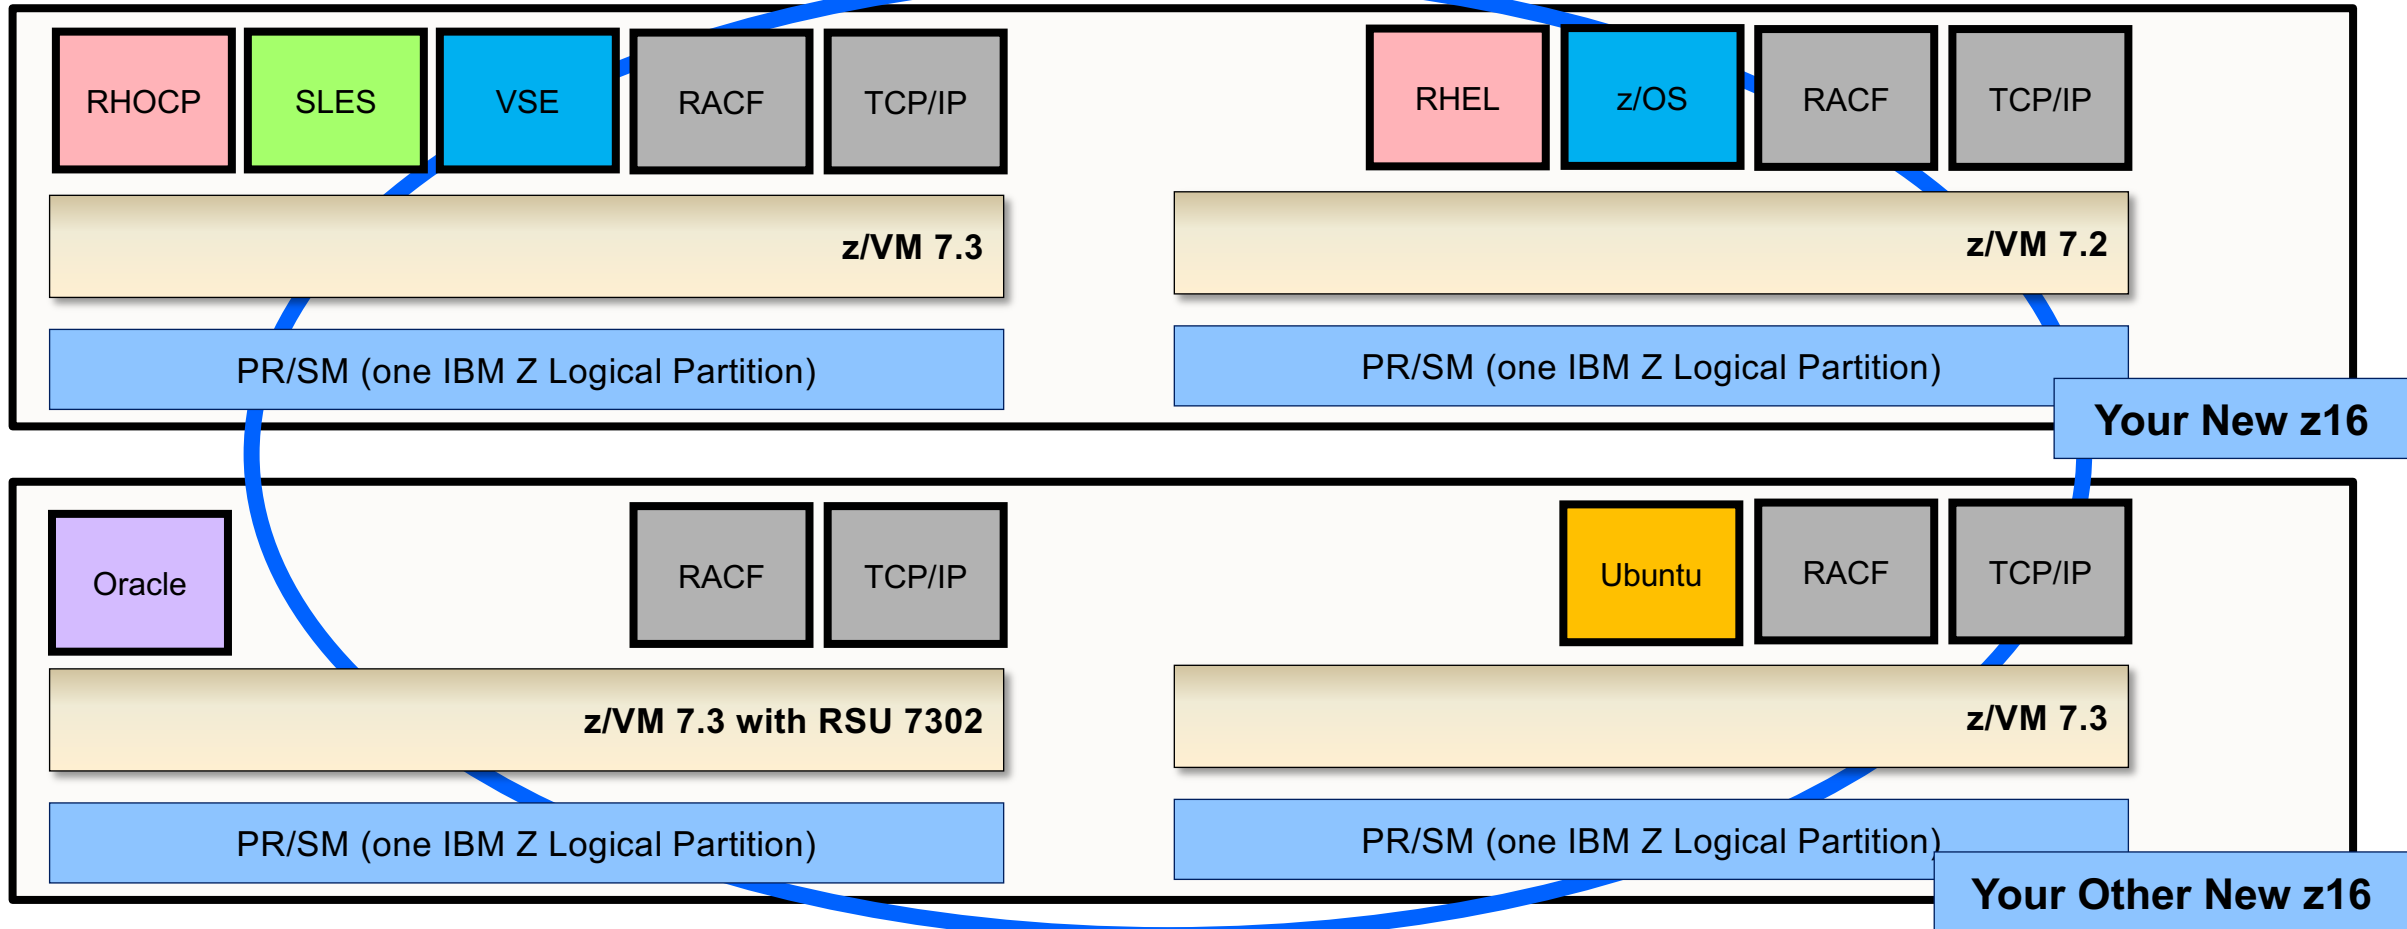 RHOCP
SLES
VSE
RACF
TCP/IP
RHEL
z/OS
RACF
TCP/IP
z/VM 7.3
z/VM 7.2
PR/SM (one IBM Z Logical Partition)
PR/SM (one IBM Z Logical Partition)
Your New z16
Oracle
RACF
TCP/IP
Ubuntu
RACF
TCP/IP
z/VM 7.3 with RSU 7302
z/VM 7.3
PR/SM (one IBM Z Logical Partition)
PR/SM (one IBM Z Logical Partition)
Your Other New z16